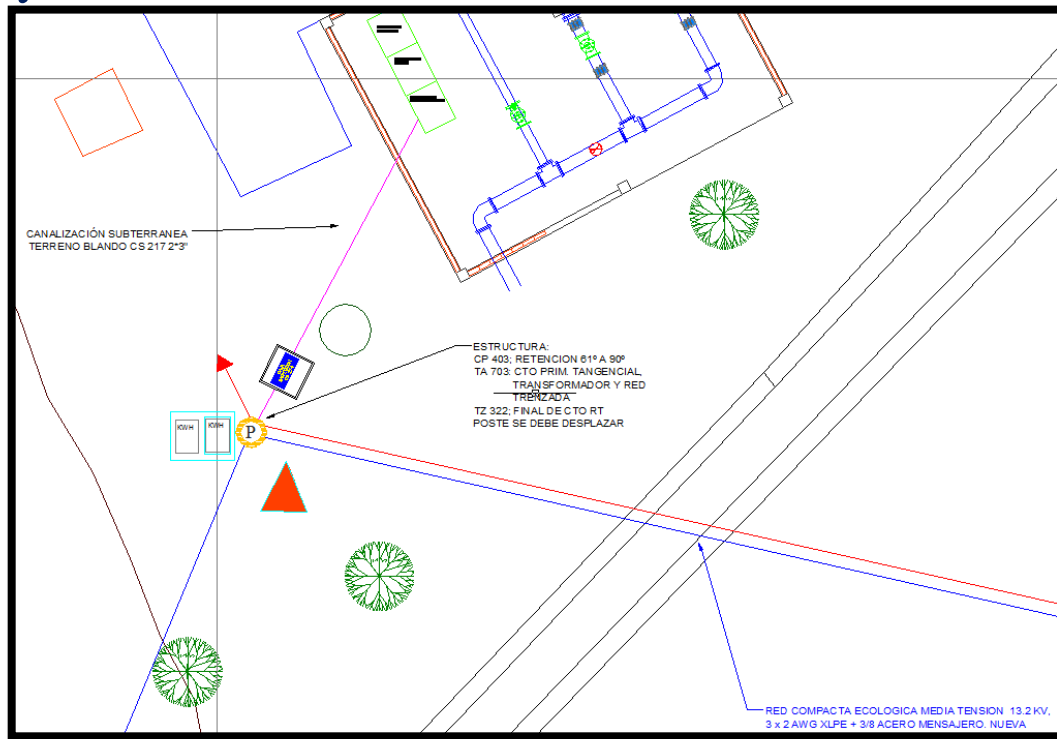 CANALIZACIÓN SUBTERRANEA
TERRENO BLANDO CS 217 2*3"
ESTRUCTURA:
CP 403; RETENCION 61º A 90º
TA 703: CTO PRIM. TANGENCIAL,
TRANSFORMADOR Y RED
TRENZADA
TZ 322; FINAL DE CTO RT
POSTE SE DEBE DESPLAZAR
KWH
KWH
P
RED COMPACTA ECOLOGICA MEDIA TENSION 13.2 KV,
3 x 2 AWG XLPE + 3/8 ACERO MENSAJERO. NUEVA